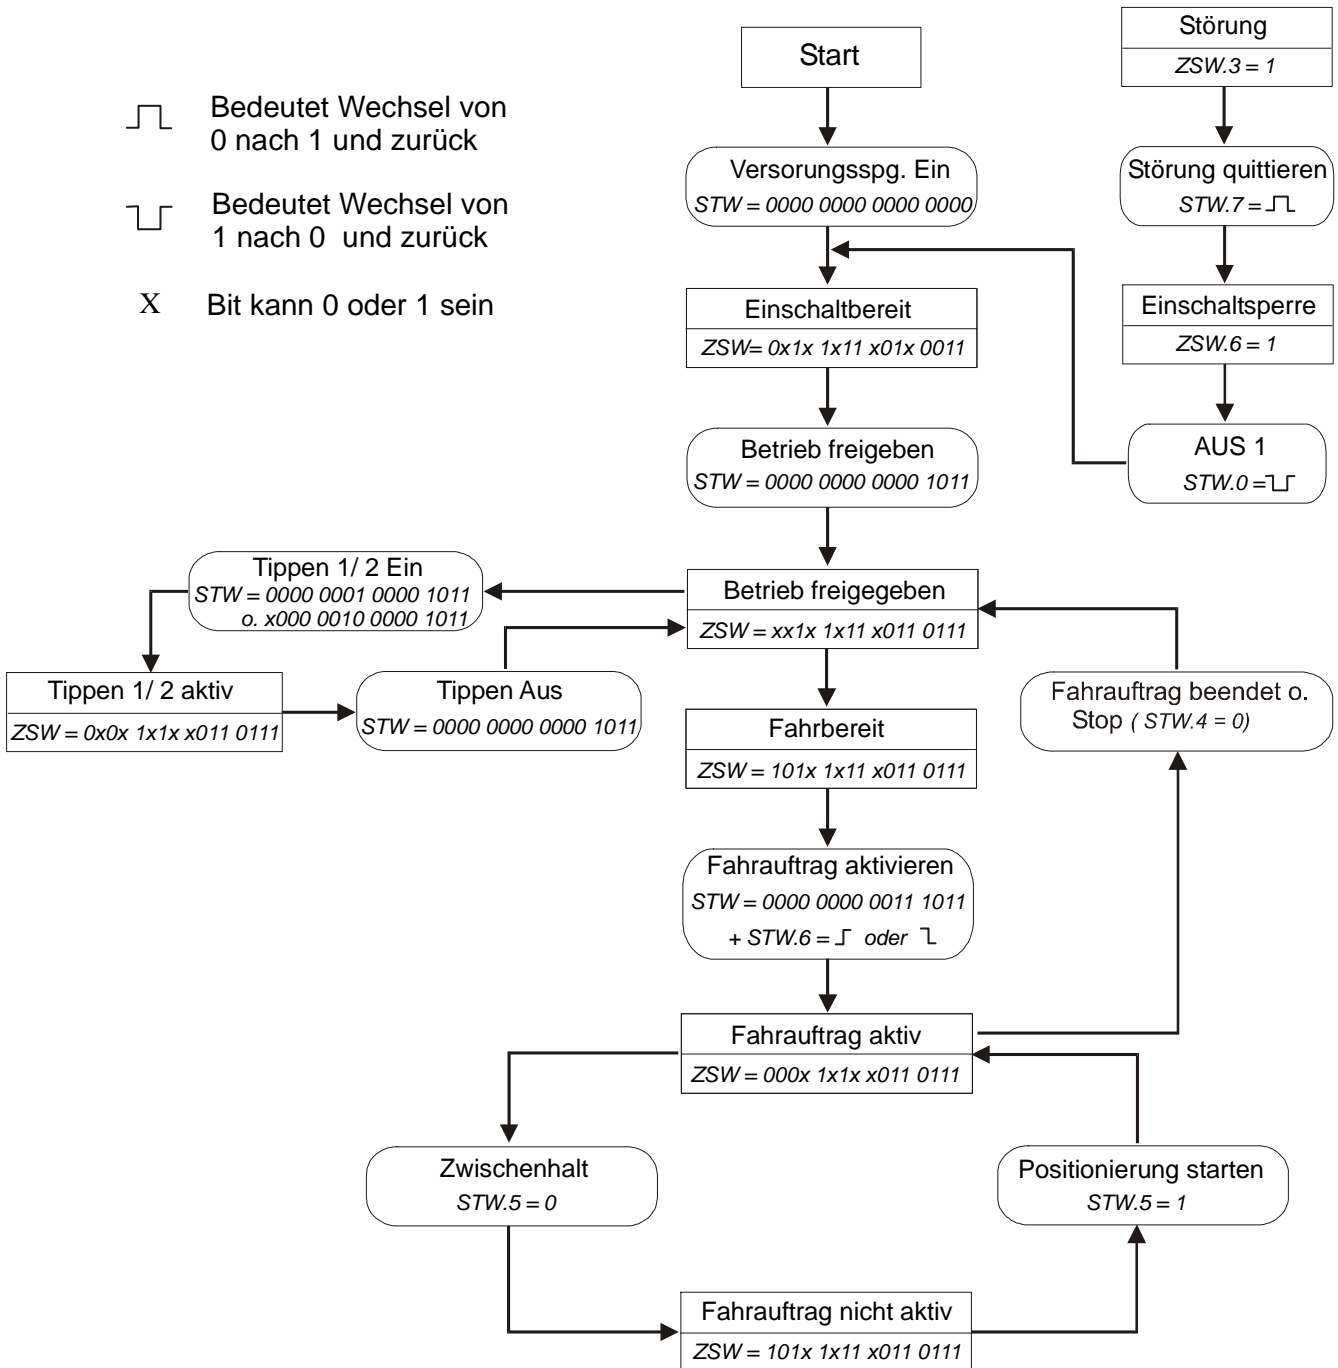 Start
Störung
ZSW.3 = 1
Bedeutet Wechsel von
0 nach 1 und zurück
Versorungsspg. Ein
STW = 0000 0000 0000 0000
Störung quittieren
STW.7 =
Bedeutet Wechsel von
1 nach 0 und zurück
X Bit kann 0 oder 1 sein
Einschaltbereit
ZSW= 0x1x 1x11 x01x 0011
Einschaltsperre
ZSW.6 = 1
Betrieb freigeben
STW = 0000 0000 0000 1011
AUS 1
STW.0 =
Tippen 1/ 2 Ein
STW = 0000 0001 0000 1011
o. x000 0010 0000 1011
Betrieb freigegeben
ZSW = xx1x 1x11 x011 0111
Tippen 1/ 2 aktiv
ZSW = 0x0x 1x1x x011 0111
Tippen Aus
STW = 0000 0000 0000 1011
Fahrbereit
ZSW = 101x 1x11 x011 0111
Fahrauftrag beendet o.
Stop ( STW.4 = 0)
Fahrauftrag aktivieren
STW = 0000 0000 0011 1011
+ STW.6 = oder
Fahrauftrag aktiv
ZSW = 000x 1x1x x011 0111
Zwischenhalt
STW.5 = 0
Positionierung starten
STW.5 = 1
Fahrauftrag nicht aktiv
ZSW = 101x 1x11 x011 0111